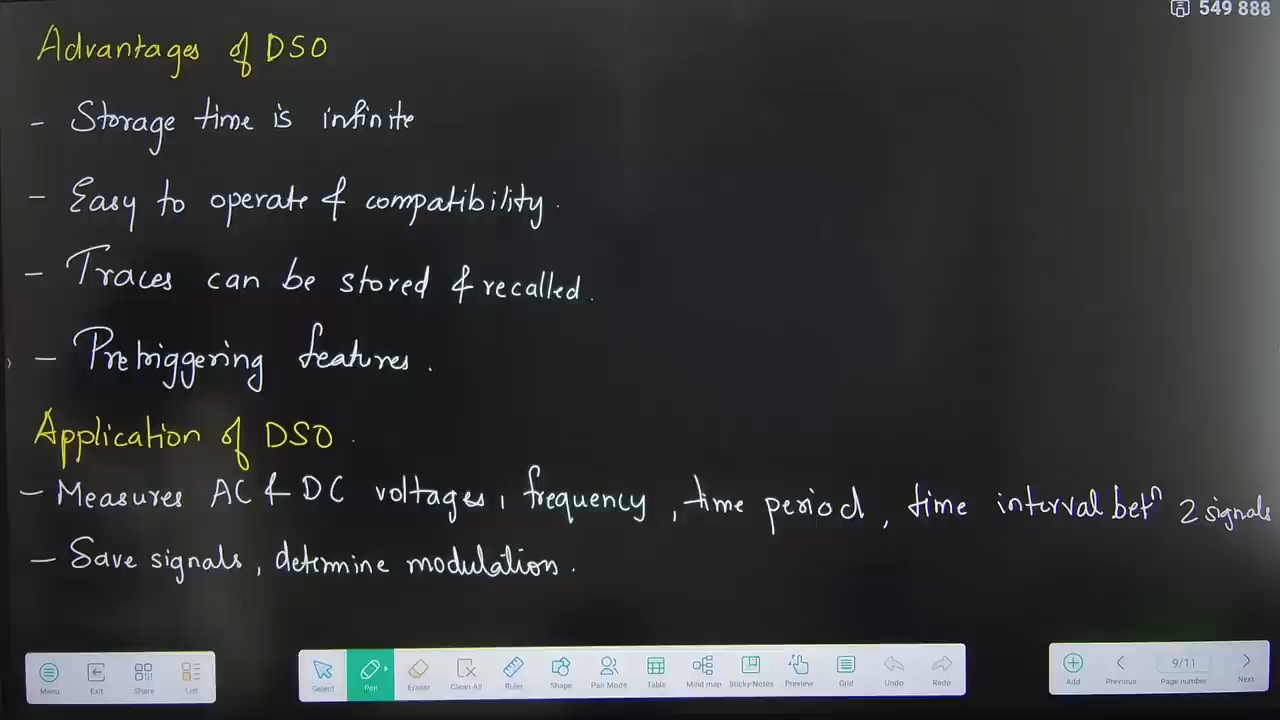 549 888
Advantages of DSO
- Storage time is infinite
- Easy to operate & compatibility.
- Traces can be stored & recalled.
- Pretriggering features.
Application of DSO.
- Measures AC & DC voltages, frequency, time period, time interval betⁿ 2 signals
- Save signals, determine modulation.
Menu Exit Share List Select Pen Eraser Clean All Ruler Shape Pair Mode Table Mind map Sticky-Notes Preview Grid Undo Redo Add Previous 9/11 Page number Next